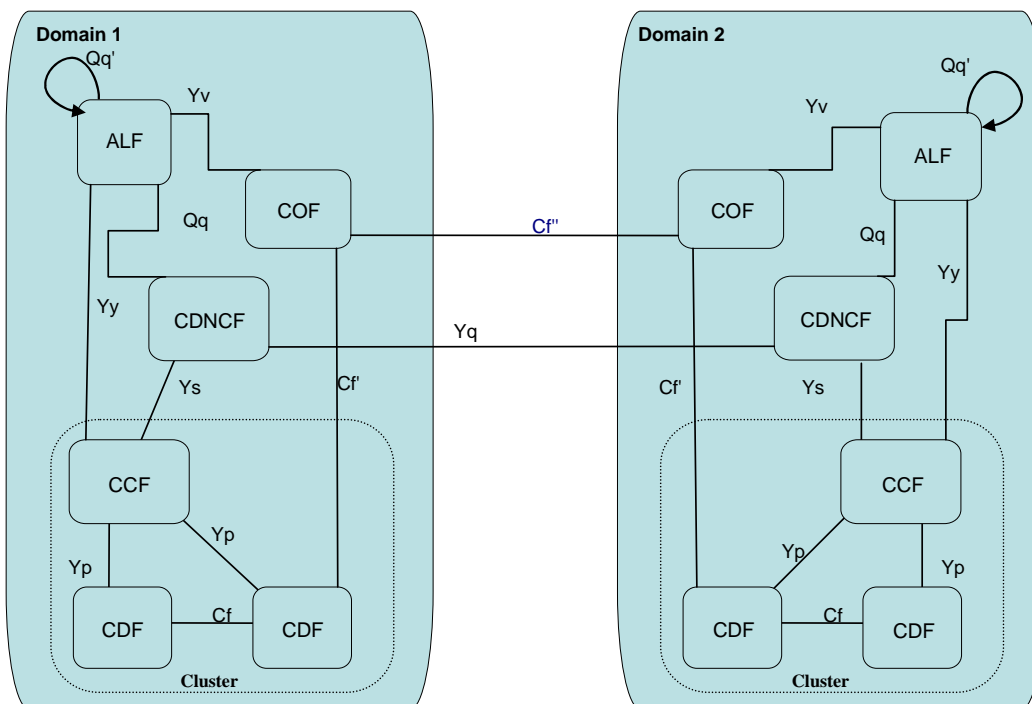 Domain 1
Qq'
Yv
ALF
COF
Qq
Yy
CDNCF
Ys
Cf'
CCF
Yp
Yp
CDF
Cf
CDF
Cluster
Cf''
Yq
Domain 2
Qq'
Yv
ALF
COF
Qq
Yy
CDNCF
Cf'
Ys
CCF
Yp
Yp
CDF
Cf
CDF
Cluster